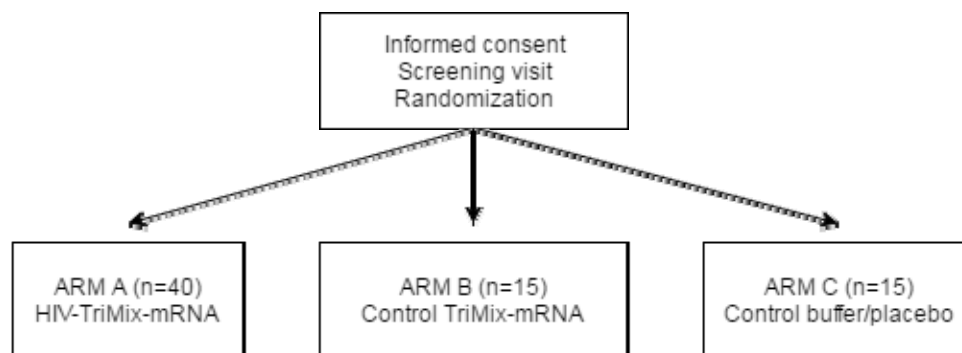 Informed consent
Screening visit
Randomization
ARM A (n=40)
HIV-TriMix-mRNA
ARM B (n=15)
Control TriMix-mRNA
ARM C (n=15)
Control buffer/placebo